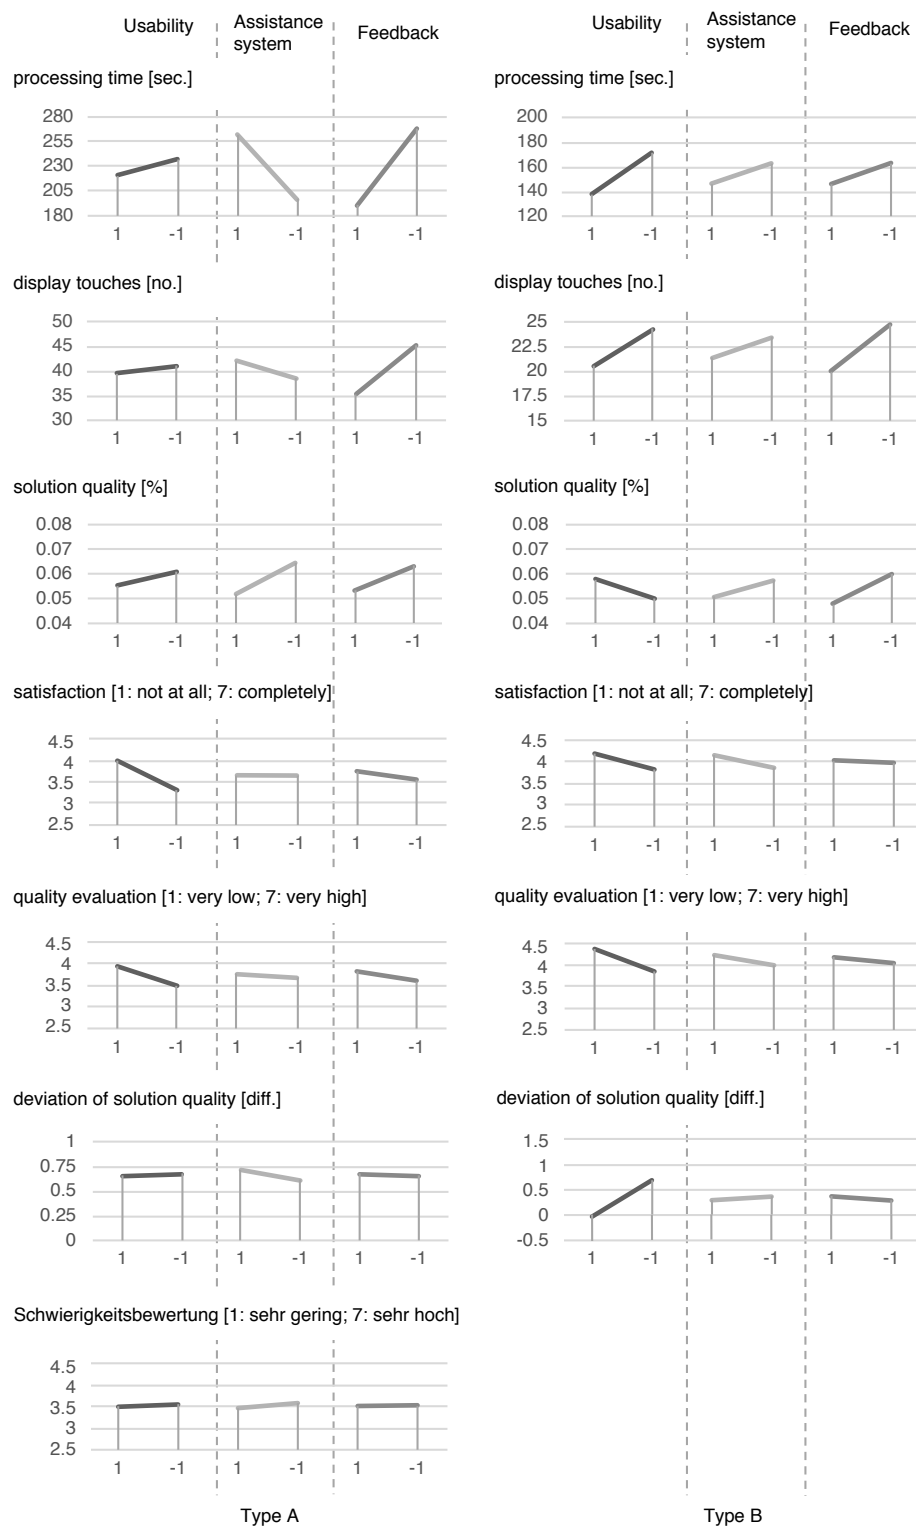 Usability
Assistance
system
Feedback
processing time [sec.]
280
255
230
205
180
1 -1 1 -1 1 -1
display touches [no.]
50
45
40
35
30
1 -1 1 -1 1 -1
solution quality [%]
0.08
0.07
0.06
0.05
0.04
1 -1 1 -1 1 -1
satisfaction [1: not at all; 7: completely]
4.5
4
3.5
3
2.5
1 -1 1 -1 1 -1
quality evaluation [1: very low; 7: very high]
4.5
4
3.5
3
2.5
1 -1 1 -1 1 -1
deviation of solution quality [diff.]
1
0.75
0.5
0.25
0
1 -1 1 -1 1 -1
Schwierigkeitsbewertung [1: sehr gering; 7: sehr hoch]
4.5
4
3.5
3
2.5
1 -1 1 -1 1 -1
Type A
Usability
Assistance
system
Feedback
processing time [sec.]
200
180
160
140
120
1 -1 1 -1 1 -1
display touches [no.]
25
22.5
20
17.5
15
1 -1 1 -1 1 -1
solution quality [%]
0.08
0.07
0.06
0.05
0.04
1 -1 1 -1 1 -1
satisfaction [1: not at all; 7: completely]
4.5
4
3.5
3
2.5
1 -1 1 -1 1 -1
quality evaluation [1: very low; 7: very high]
4.5
4
3.5
3
2.5
1 -1 1 -1 1 -1
deviation of solution quality [diff.]
1.5
1
0.5
0
-0.5
1 -1 1 -1 1 -1
Type B